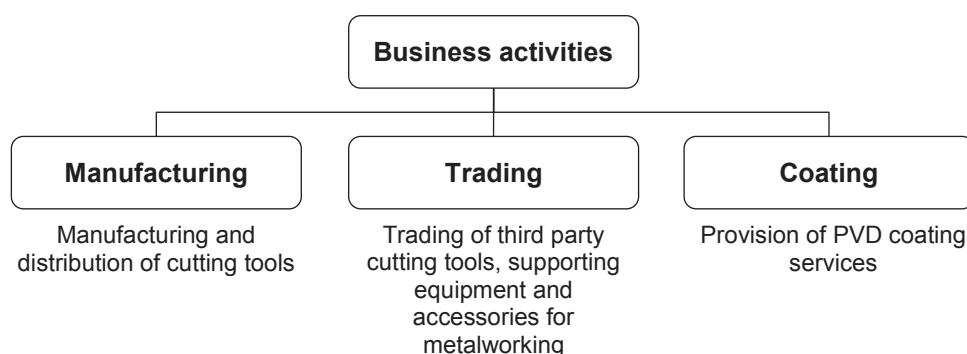 Business activities
Manufacturing
Trading
Coating
Manufacturing and
distribution of cutting tools
Trading of third party
cutting tools, supporting
equipment and
accessories for
metalworking
Provision of PVD coating
services